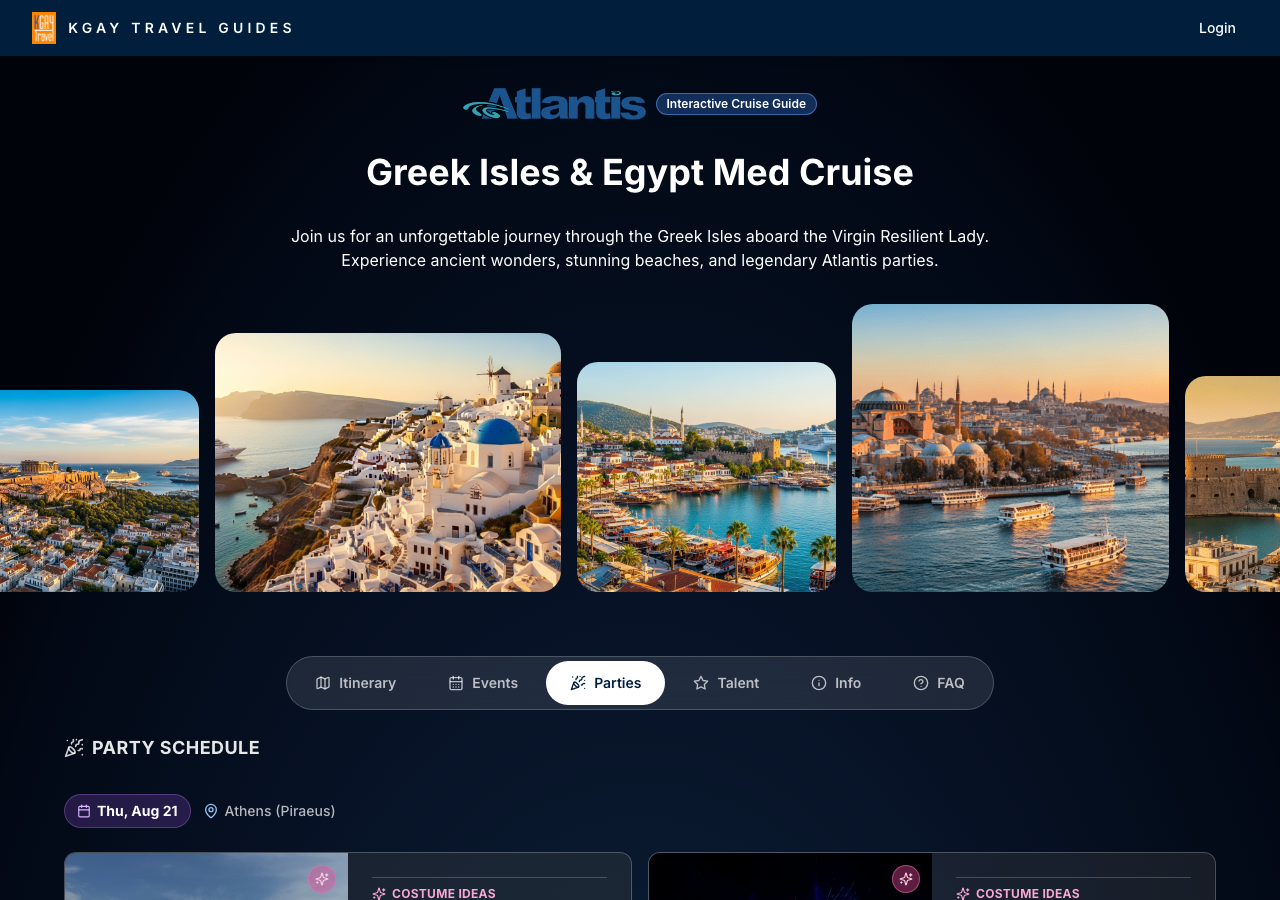 GAY
travel
KGAY TRAVEL GUIDES
Login
Atlantis
Interactive Cruise Guide
Greek Isles & Egypt Med Cruise
Join us for an unforgettable journey through the Greek Isles aboard the Virgin Resilient Lady.
Experience ancient wonders, stunning beaches, and legendary Atlantis parties.
Itinerary
Events
Parties
Talent
Info
FAQ
PARTY SCHEDULE
Thu, Aug 21
Athens (Piraeus)
COSTUME IDEAS
COSTUME IDEAS